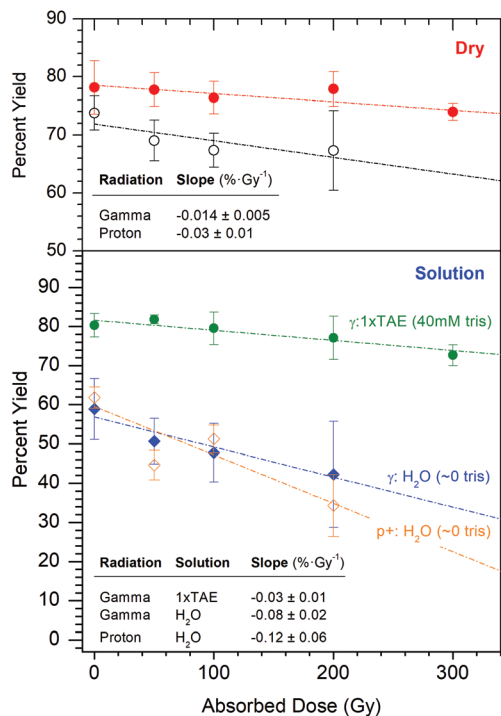 90
Dry
80
70
60
50
Percent Yield
Radiation Slope (%·Gy⁻¹)
Gamma -0.014 ± 0.005
Proton -0.03 ± 0.01
Solution
90
80
70
60
50
40
30
20
10
0
Percent Yield
γ:1xTAE (40mM tris)
γ: H₂O (~0 tris)
p+: H₂O (~0 tris)
Radiation Solution Slope (%·Gy⁻¹)
Gamma 1xTAE -0.03 ± 0.01
Gamma H₂O -0.08 ± 0.02
Proton H₂O -0.12 ± 0.06
0 100 200 300
Absorbed Dose (Gy)